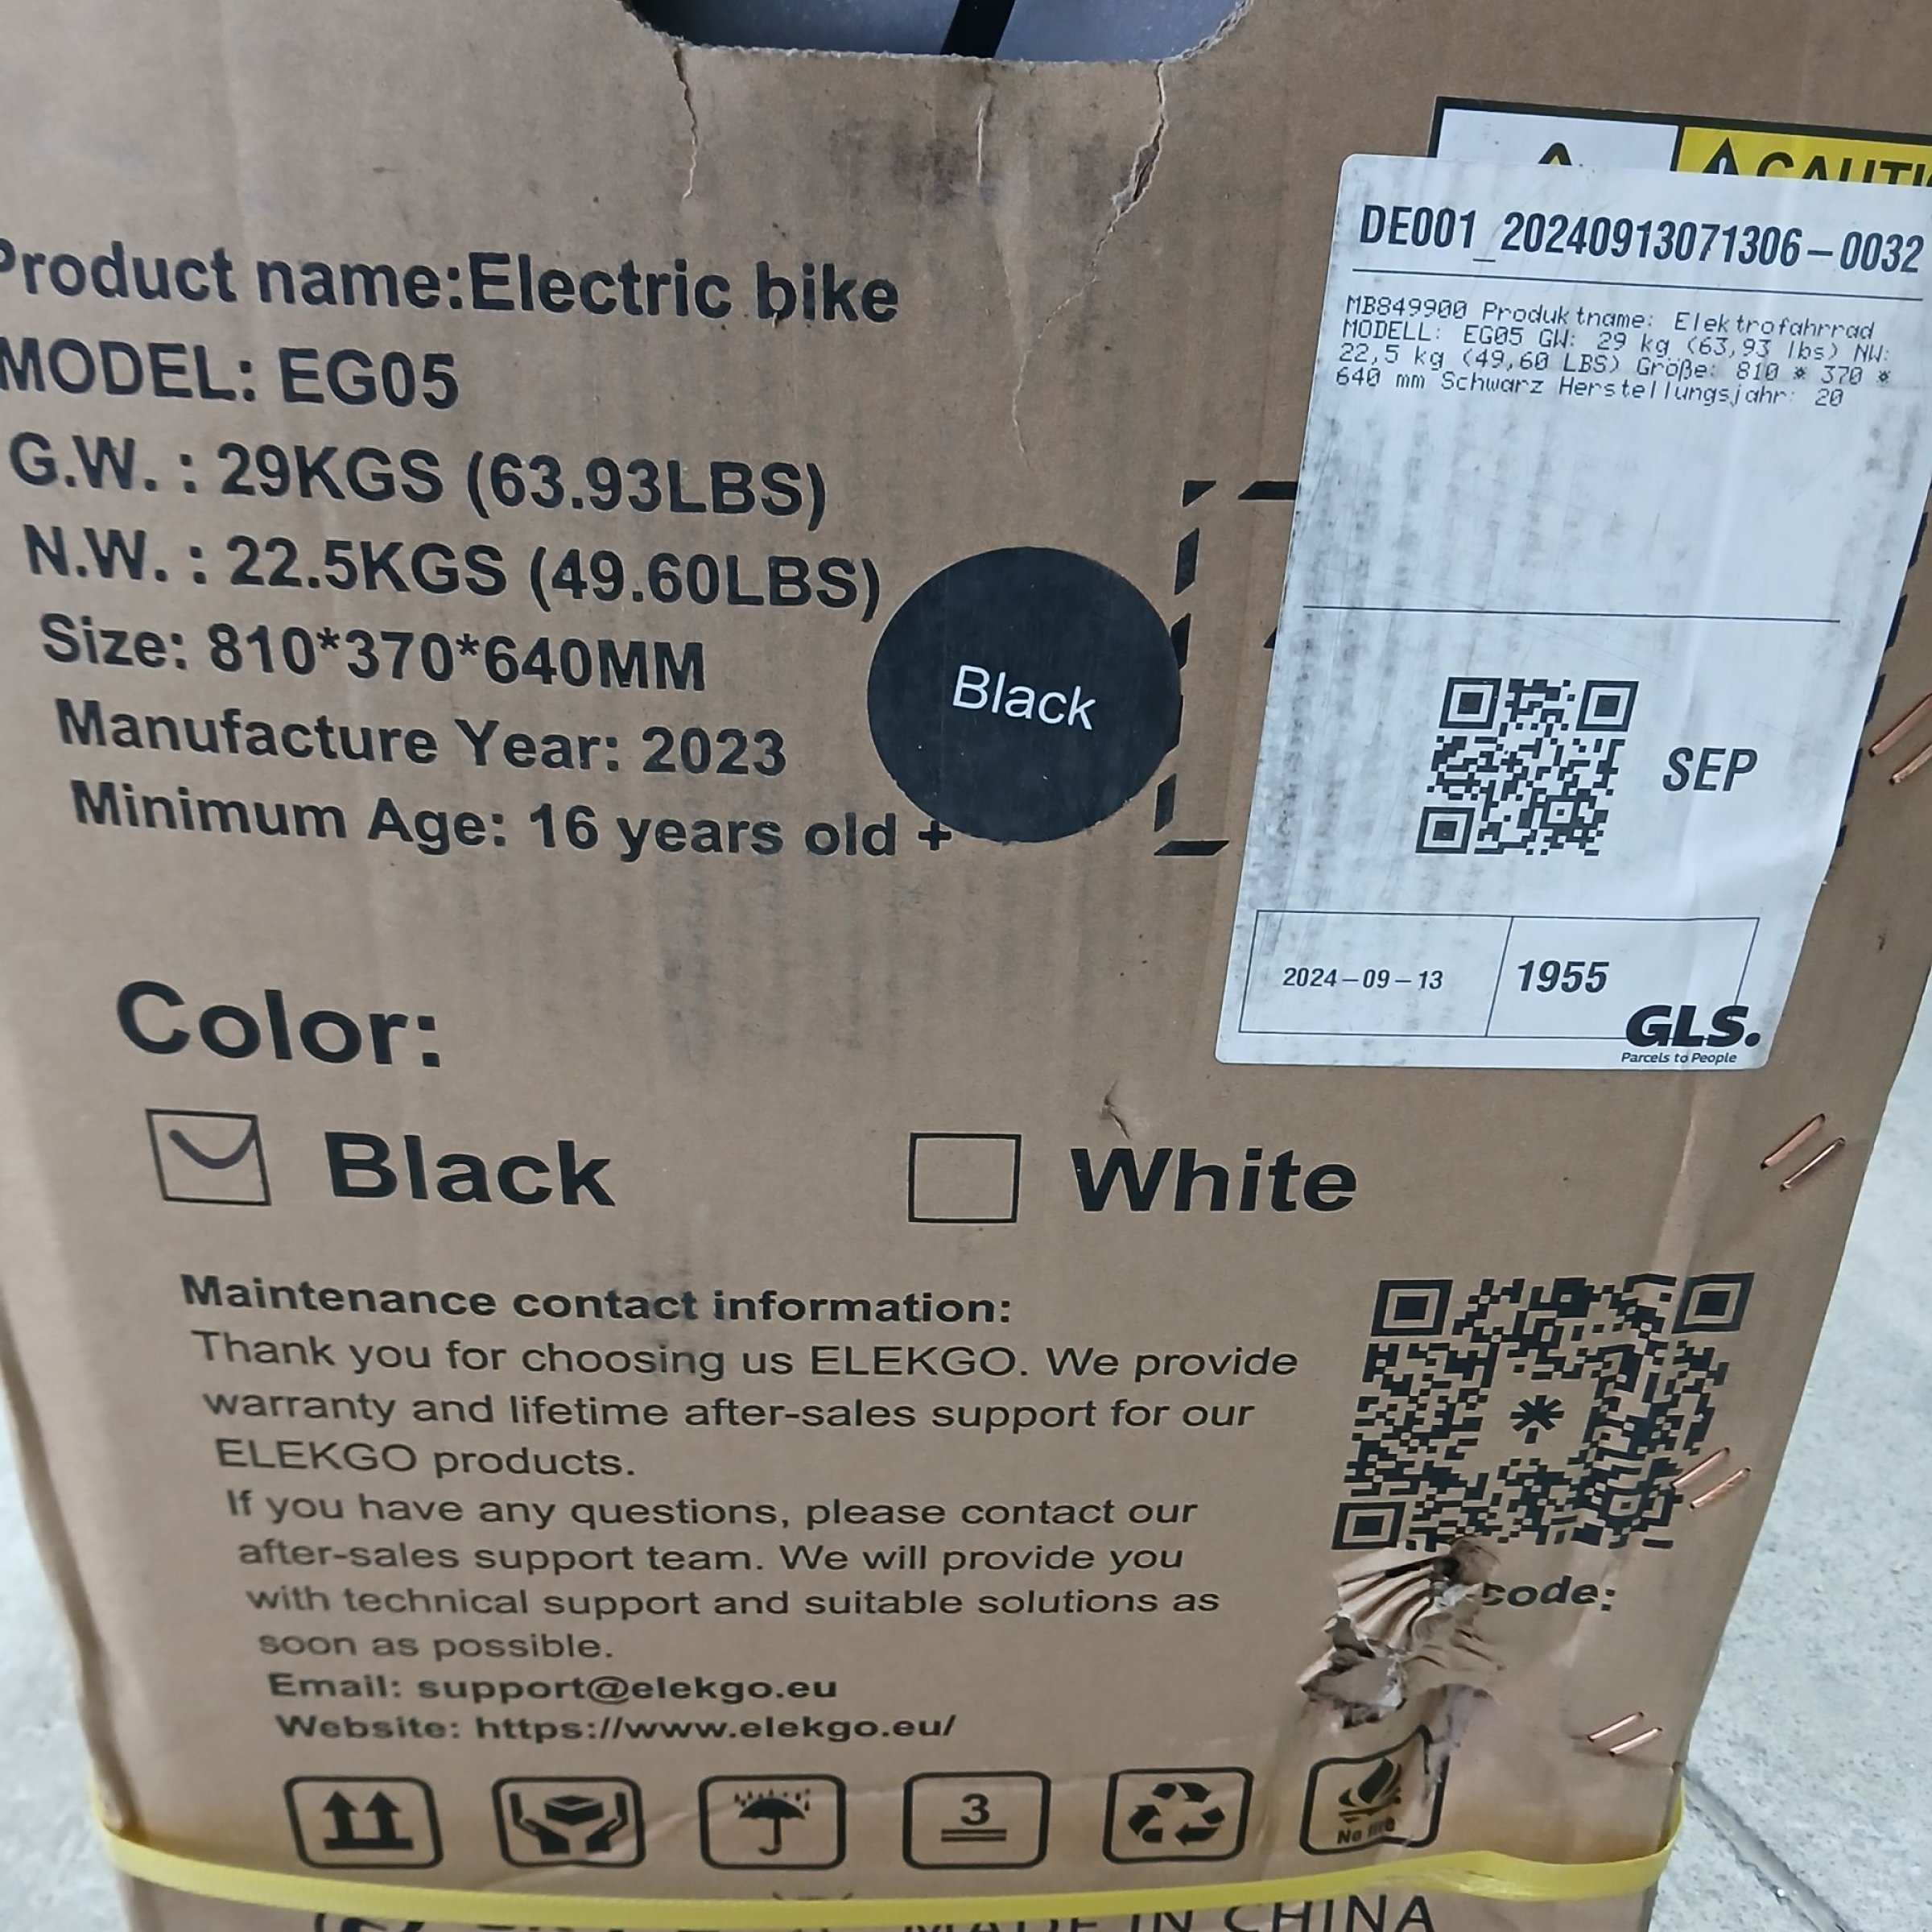 Product name:Electric bike
MODEL: EG05
G.W. : 29KGS (63.93LBS)
N.W. : 22.5KGS (49.60LBS)
Size: 810*370*640MM
Manufacture Year: 2023
Minimum Age: 16 years old +
Black
DE001_20240913071306-0032
MB849900 Produktname: Elektrofahrrad
MODELL: EG05 GW: 29 kg (63,93 lbs) NW:
22,5 kg (49,60 LBS) Größe: 810 * 370 *
640 mm Schwarz Herstellungsjahr: 20
SEP
2024-09-13
1955
GLS.
Parcels to People
Color:
Black
White
Maintenance contact information:
Thank you for choosing us ELEKGO. We provide
warranty and lifetime after-sales support for our
ELEKGO products.
If you have any questions, please contact our
after-sales support team. We will provide you
with technical support and suitable solutions as
soon as possible.
Email: support@elekgo.eu
Website: https://www.elekgo.eu/
code:
3
No fire
MADE IN CHINA